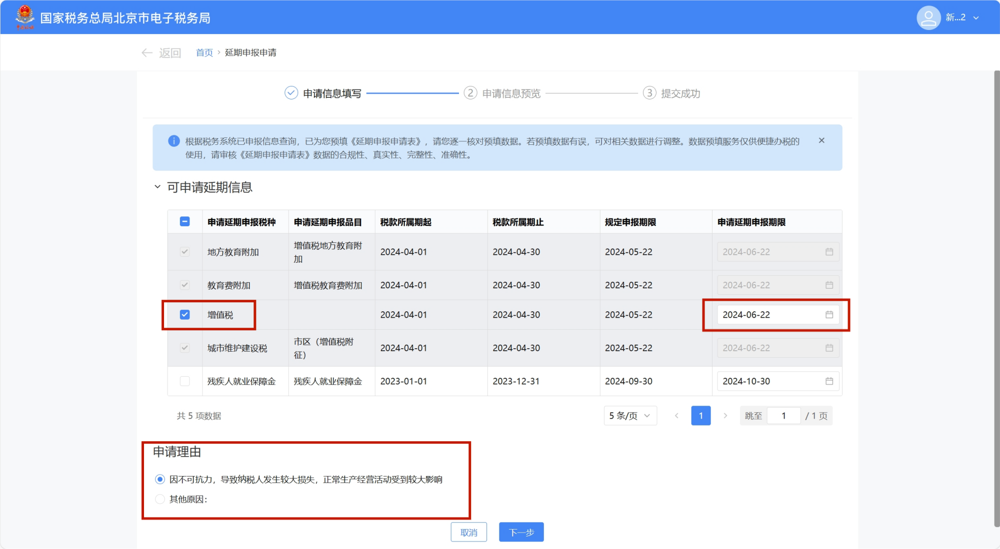 国家税务总局北京市电子税务局
新...2
返回 首页 > 延期申报申请
申请信息填写 2 申请信息预览 3 提交成功
根据税务系统已申报信息查询，已为您预填《延期申报申请表》，请您逐一核对预填数据。若预填数据有误，可对相关数据进行调整。数据预填服务仅供便捷办税的
使用，请审核《延期申报申请表》数据的合规性、真实性、完整性、准确性。
可申请延期信息
申请延期申报税种 申请延期申报品目 税款所属期起 税款所属期止 规定申报期限 申请延期申报期限
地方教育附加 增值税地方教育附 2024-04-01 2024-04-30 2024-05-22 2024-06-22
加
教育费附加 增值税教育费附加 2024-04-01 2024-04-30 2024-05-22 2024-06-22
增值税 2024-04-01 2024-04-30 2024-05-22 2024-06-22
城市维护建设税 市区（增值税附 2024-04-01 2024-04-30 2024-05-22 2024-06-22
征）
残疾人就业保障金 残疾人就业保障金 2023-01-01 2023-12-31 2024-09-30 2024-10-30
共 5 项数据 5 条/页 < 1 > 跳至 1 / 1 页
申请理由
因不可抗力，导致纳税人发生较大损失，正常生产经营活动受到较大影响
其他原因：
取消 下一步